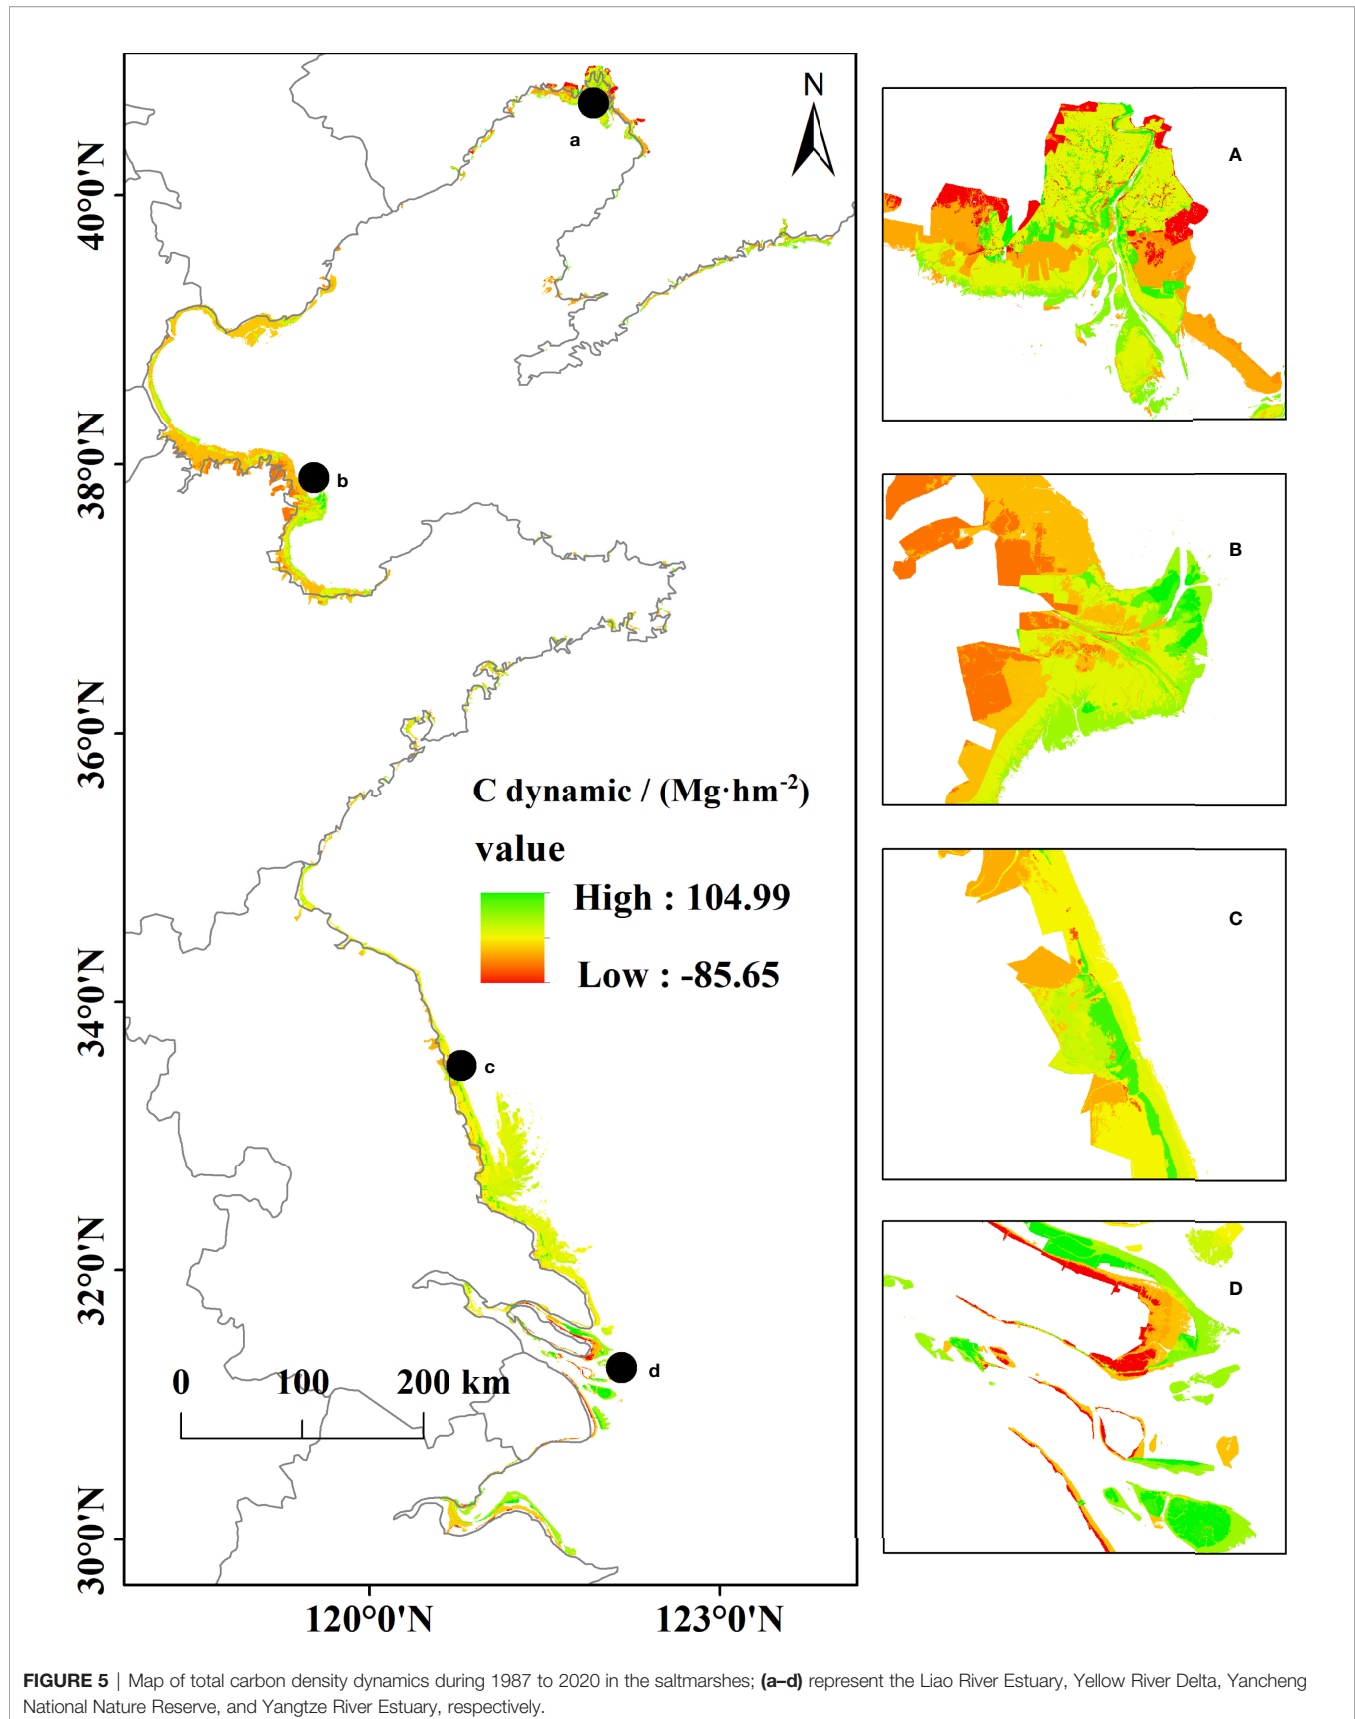 N
a
A
40°0'N
38°0'N
b
B
36°0'N
C dynamic / (Mg·hm-2)
value
High : 104.99
Low : -85.65
C
34°0'N
c
32°0'N
D
d
0 100 200 km
30°0'N
120°0'N 123°0'N
FIGURE 5 | Map of total carbon density dynamics during 1987 to 2020 in the saltmarshes; (a–d) represent the Liao River Estuary, Yellow River Delta, Yancheng
National Nature Reserve, and Yangtze River Estuary, respectively.